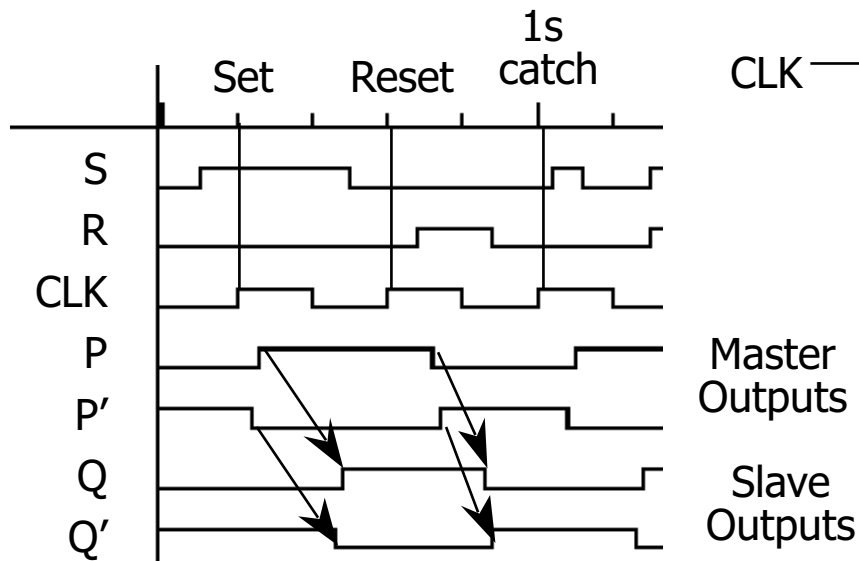 1s
catch
Set
Reset
CLK
S
R
CLK
P
Master
Outputs
P’
Q
Slave
Outputs
Q’